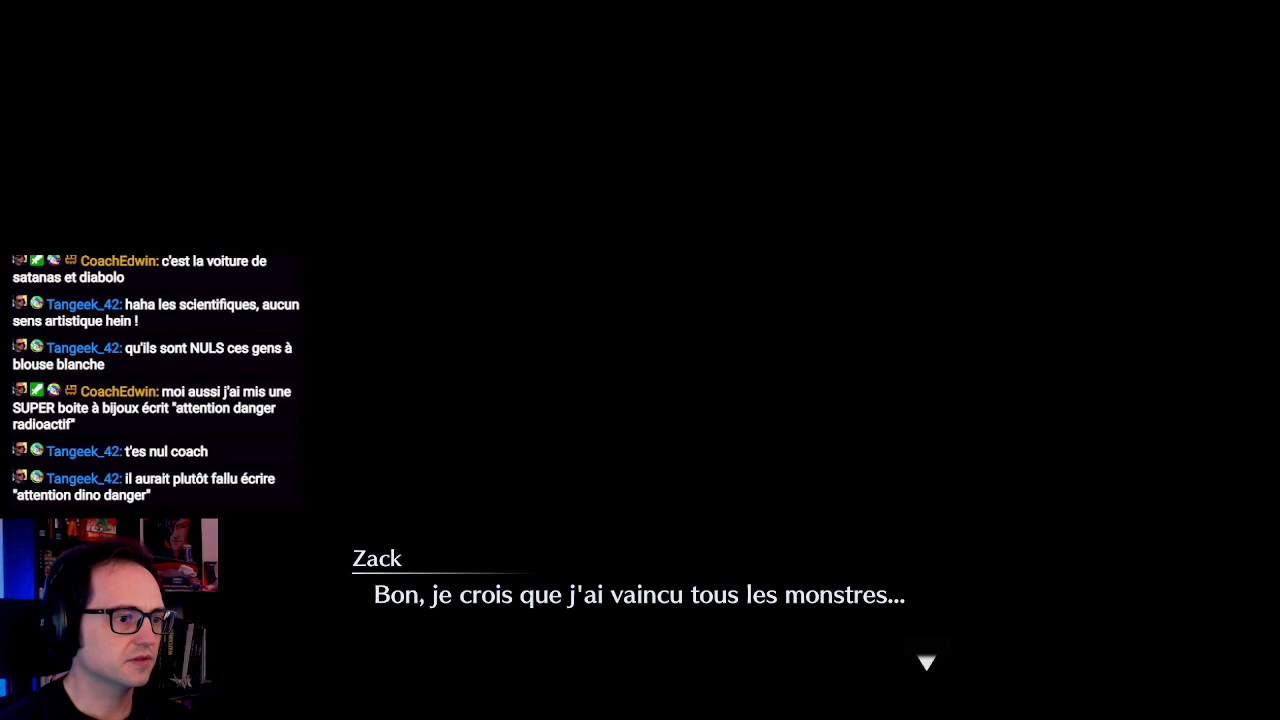 CoachEdwin: c'est la voiture de
satanas et diabolo
Tangeek_42: haha les scientifiques, aucun
sens artistique hein !
Tangeek_42: qu'ils sont NULS ces gens à
blouse blanche
CoachEdwin: moi aussi j'ai mis une
SUPER boite à bijoux écrit "attention danger
radioactif"
Tangeek_42: t'es nul coach
Tangeek_42: il aurait plutôt fallu écrire
"attention dino danger"
Zack
Bon, je crois que j'ai vaincu tous les monstres...